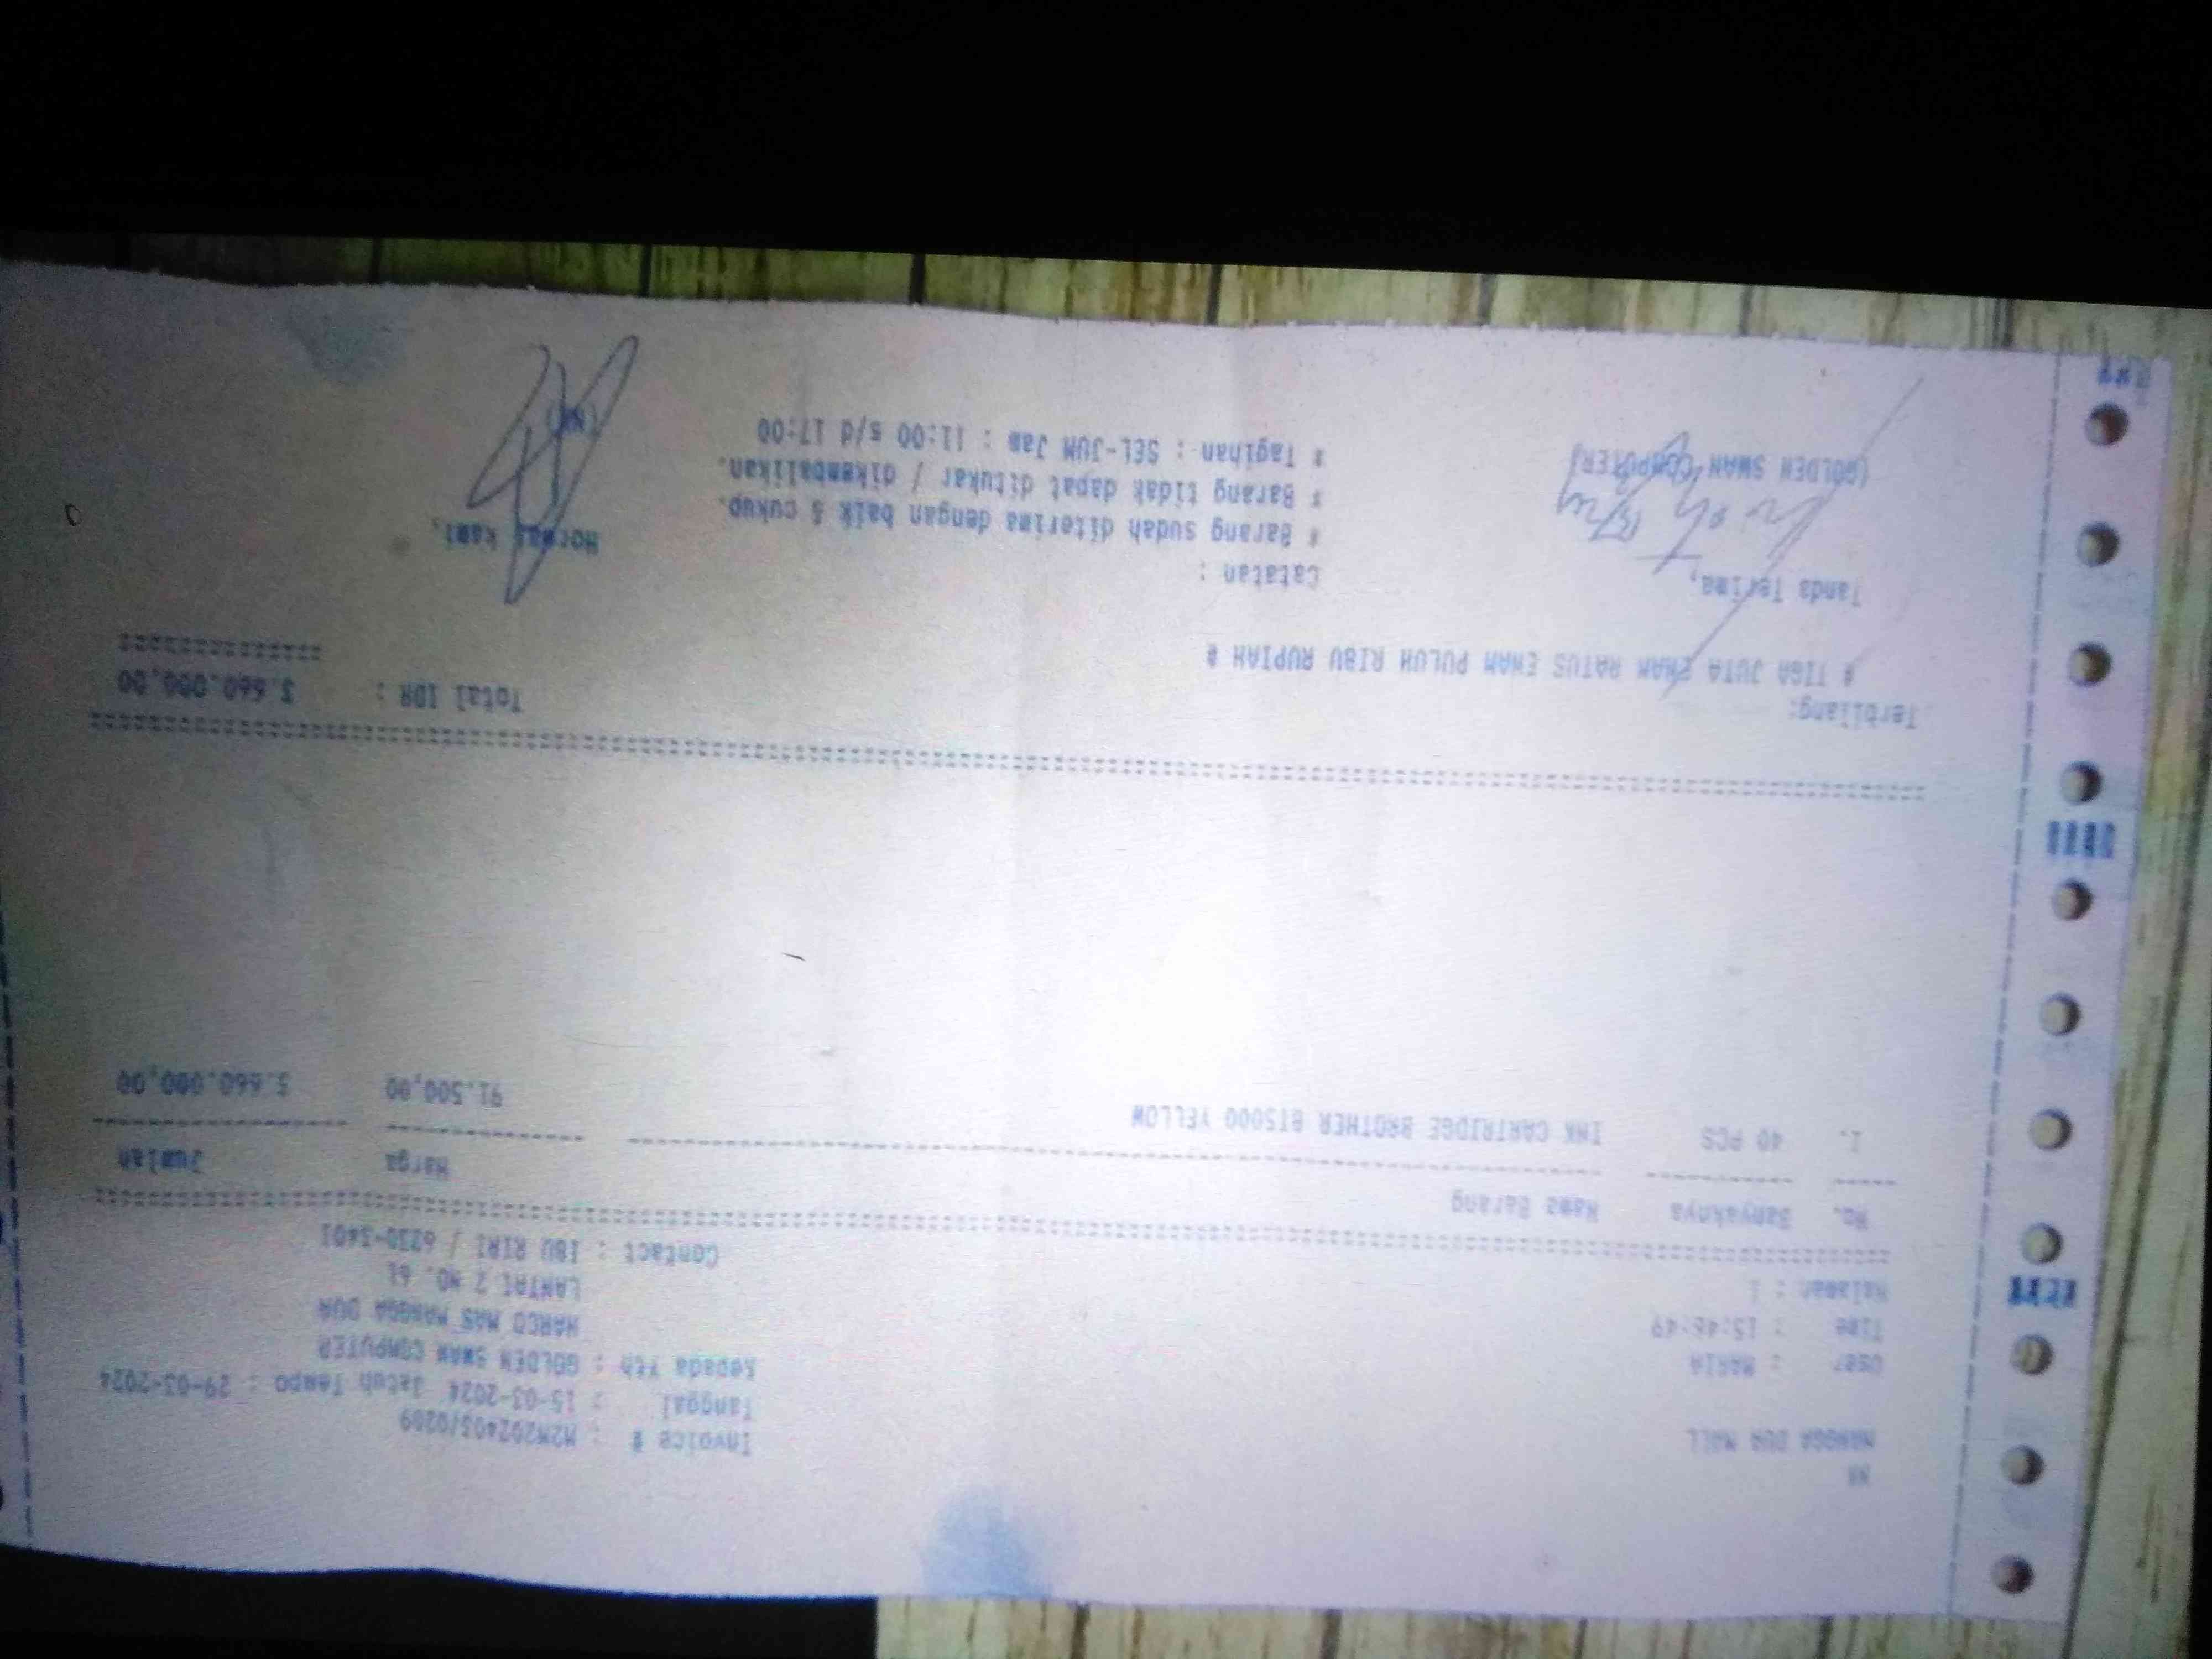 NR
MANGGA DUA MALL
Invoice # : M2M202403/0209
Tanggal : 15-03-2024 Jatuh Tempo : 29-03-2024
User : MARIA
Kepada Yth : GOLDEN SWAN COMPUTER
Time : 15:46:49
HARCO MAS MANGGA DUA
Halaman : 1
LANTAI 2 NO. 61
Contact : IBU RIRI / 6230-3401
No. Banyaknya Nama Barang Harga Jumlah
1. 40 PCS INK CARTRIDGE BROTHER BT5000 YELLOW 91.500,00 3.660.000,00
Terbilang:
# TIGA JUTA ENAM RATUS ENAM PULUH RIBU RUPIAH #
Total IDR : 3.660.000,00
Tanda Terima,
Catatan :
* Barang sudah diterima dengan baik & cukup.
* Barang tidak dapat ditukar / dikembalikan.
* Tagihan : SEL-JUM Jam : 11:00 s/d 17:00
Hormat kami,
(GOLDEN SWAN COMPUTER)